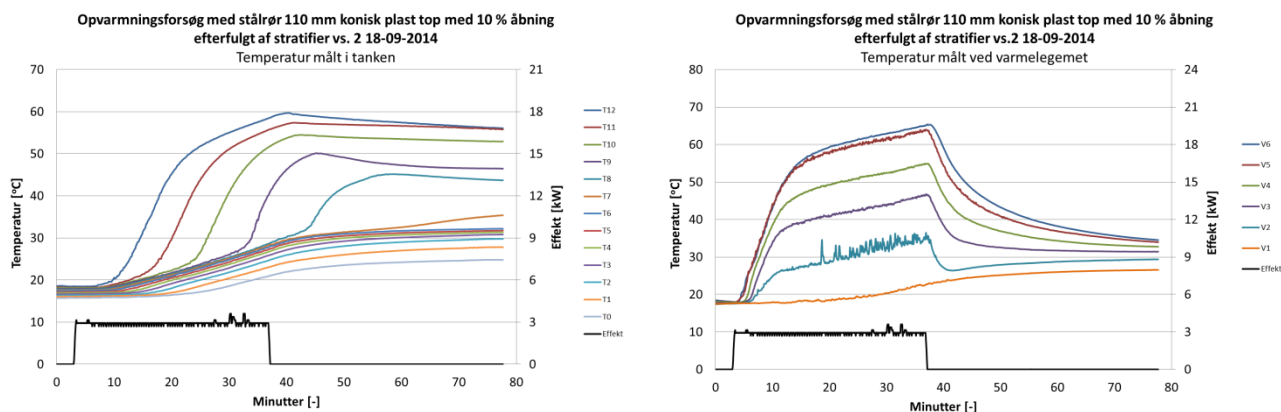 Opvarmningsforsøg med stålrør 110 mm konisk plast top med 10 % åbning
efterfulgt af stratifier vs. 2 18-09-2014
Temperatur målt i tanken
Temperatur [°C]
70
60
50
40
30
20
10
0
21
18
15
12
9
6
3
0
Effekt [kW]
0 10 20 30 40 50 60 70 80
Minutter [-]
T12
T11
T10
T9
T8
T7
T6
T5
T4
T3
T2
T1
T0
Effekt
Opvarmningsforsøg med stålrør 110 mm konisk plast top med 10 % åbning
efterfulgt af stratifier vs.2 18-09-2014
Temperatur målt ved varmelegemet
Temperatur [°C]
80
70
60
50
40
30
20
10
0
24
21
18
15
12
9
6
3
0
Effekt [kW]
0 10 20 30 40 50 60 70 80
Minutter [-]
V6
V5
V4
V3
V2
V1
Effekt